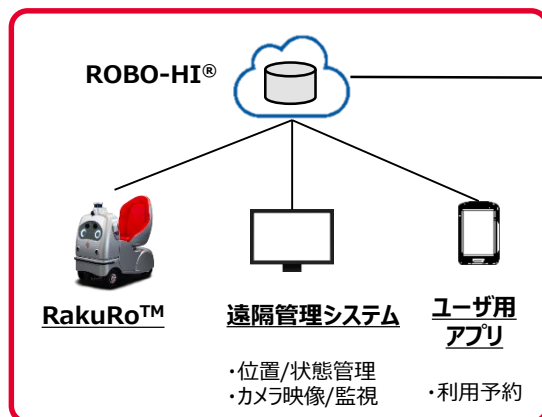 ROBO-HI®
RakuRo™
遠隔管理システム
・位置/状態管理
・カメラ映像/監視
ユーザ用
アプリ
・利用予約